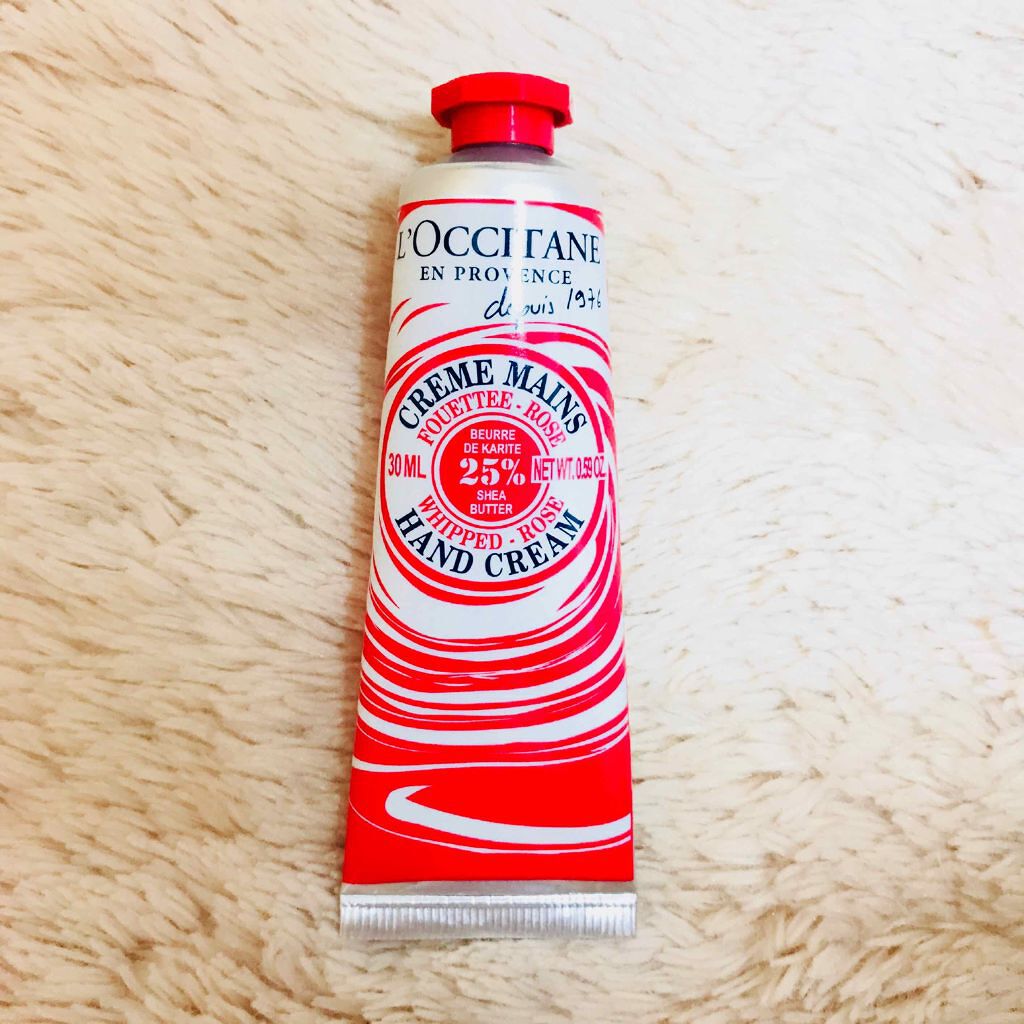 L'OCCITANE
EN PROVENCE
depuis 1976
CREME MAINS
FOUETTEE - ROSE
BEURRE
DE KARITE
30 ML
25%
NET WT. 0.59 OZ
SHEA
BUTTER
WHIPPED - ROSE
HAND CREAM